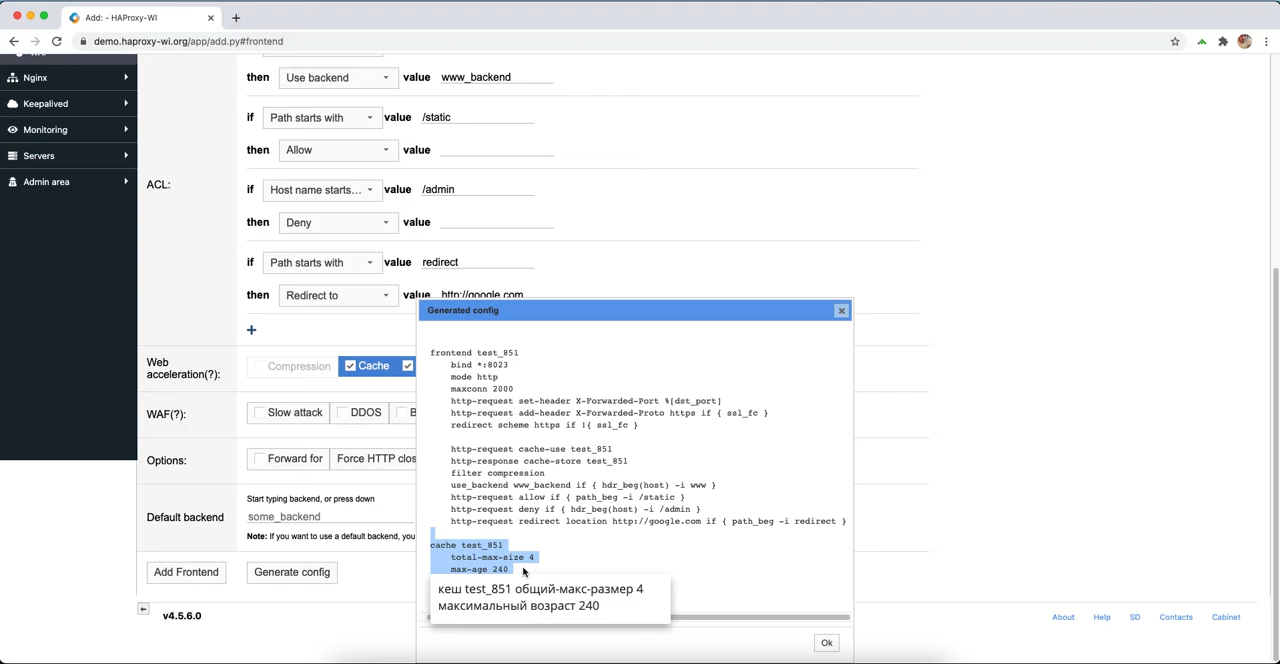 Add: - HAProxy-WI
demo.haproxy-wi.org/app/add.py#frontend
Nginx
Keepalived
Monitoring
Servers
Admin area
then Use backend value www_backend
if Path starts with value /static
then Allow value
ACL:
if Host name starts... value /admin
then Deny value
if Path starts with value redirect
then Redirect to value http://google.com
Web acceleration(?):
Compression Cache
WAF(?):
Slow attack DDOS B
Options:
Forward for Force HTTP clos
Default backend
Start typing backend, or press down
some_backend
Note: If you want to use a default backend, you
Add Frontend Generate config
Generated config
frontend test_851
bind *:8023
mode http
maxconn 2000
http-request set-header X-Forwarded-Port %[dst_port]
http-request add-header X-Forwarded-Proto https if { ssl_fc }
redirect scheme https if !{ ssl_fc }
http-request cache-use test_851
http-response cache-store test_851
filter compression
use_backend www_backend if { hdr_beg(host) -i www }
http-request allow if { path_beg -i /static }
http-request deny if { hdr_beg(host) -i /admin }
http-request redirect location http://google.com if { path_beg -i redirect }
cache test_851
total-max-size 4
max-age 240
кеш test_851 общий-макс-размер 4
максимальный возраст 240
Ok
v4.5.6.0
About Help SD Contacts Cabinet